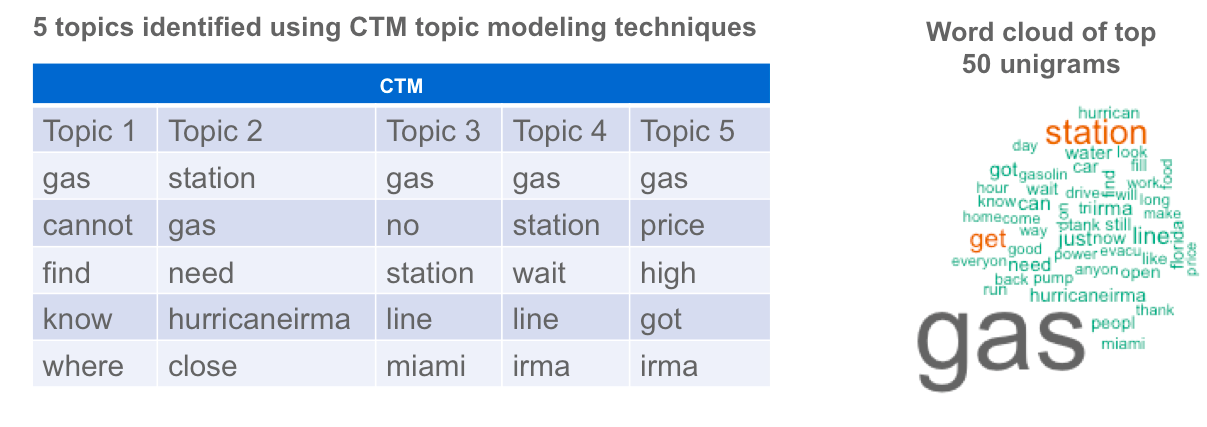 5 topics identified using CTM topic modeling techniques
CTM
Topic 1 Topic 2 Topic 3 Topic 4 Topic 5
gas station gas gas gas
cannot gas no station price
find need station wait high
know hurricaneirma line line got
where close miami irma irma
Word cloud of top
50 unigrams
hurrican
station
day water look
got gasolin car find fill food
hour wait drive will work
know can tri irma long
home come make
way tank still
get just now line florida
good power evacu like price
everyon need anyon open
back pump
run hurricaneirma
gas thank
peopl
miami